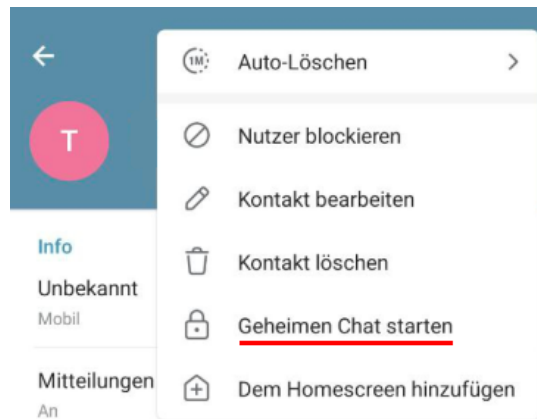 1M
Auto-Löschen
T
Nutzer blockieren
Kontakt bearbeiten
Info
Kontakt löschen
Unbekannt
Mobil
Geheimen Chat starten
Mitteilungen
An
Dem Homescreen hinzufügen